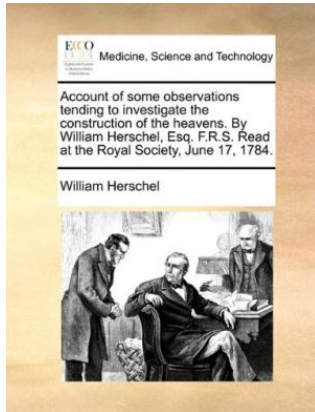 ECCO
Medicine, Science and Technology
Account of some observations
tending to investigate the
construction of the heavens. By
William Herschel, Esq. F.R.S. Read
at the Royal Society, June 17, 1784.
William Herschel